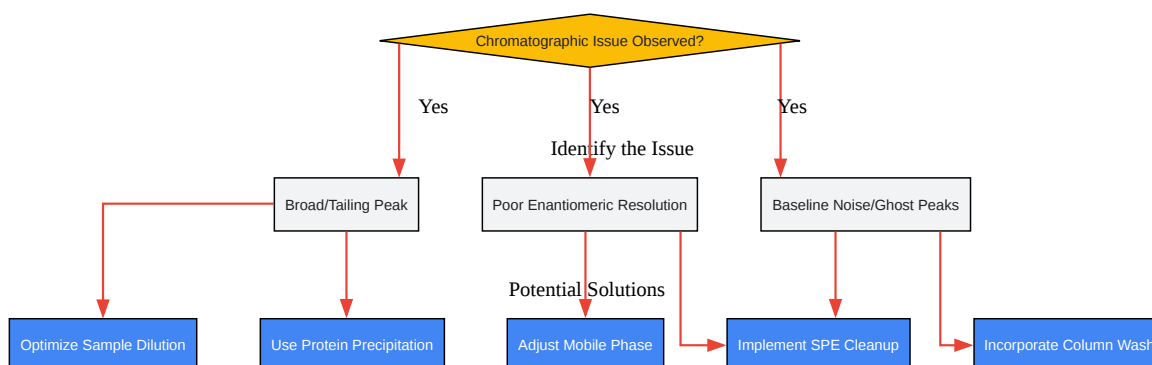 Chromatographic Issue Observed?
Yes
Yes
Yes
Identify the Issue
Broad/Tailing Peak
Poor Enantiomeric Resolution
Baseline Noise/Ghost Peaks
Potential Solutions
Optimize Sample Dilution
Use Protein Precipitation
Adjust Mobile Phase
Implement SPE Cleanup
Incorporate Column Wash